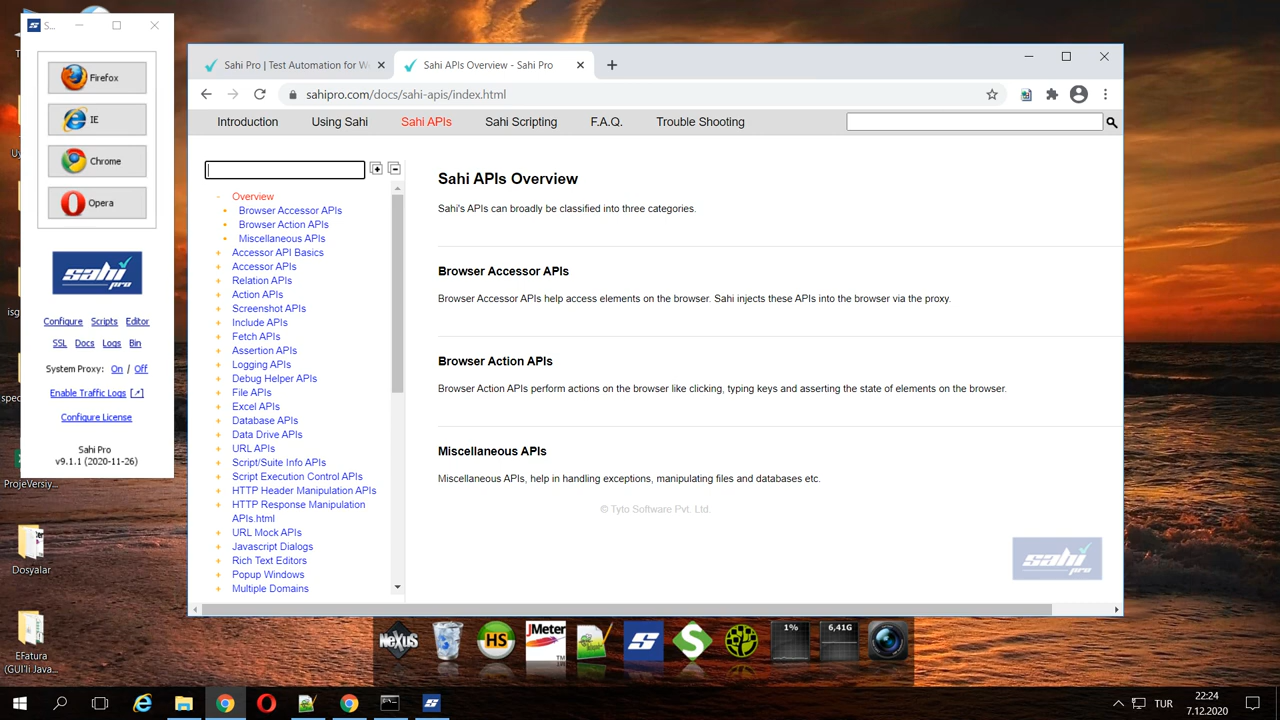 S...
Firefox
IE
Chrome
Opera
sahi
pro
Configure Scripts Editor
SSL Docs Logs Bin
System Proxy: On / Off
Enable Traffic Logs [↗]
Configure License
Sahi Pro
v9.1.1 (2020-11-26)
ProjeVersiy...
Dosyalar
EFatura
(GUI'li Java...
Sahi Pro | Test Automation for W
Sahi APIs Overview - Sahi Pro
sahipro.com/docs/sahi-apis/index.html
Introduction Using Sahi Sahi APIs Sahi Scripting F.A.Q. Trouble Shooting
Overview
Browser Accessor APIs
Browser Action APIs
Miscellaneous APIs
Accessor API Basics
Accessor APIs
Relation APIs
Action APIs
Screenshot APIs
Include APIs
Fetch APIs
Assertion APIs
Logging APIs
Debug Helper APIs
File APIs
Excel APIs
Database APIs
Data Drive APIs
URL APIs
Script/Suite Info APIs
Script Execution Control APIs
HTTP Header Manipulation APIs
HTTP Response Manipulation
APIs.html
URL Mock APIs
Javascript Dialogs
Rich Text Editors
Popup Windows
Multiple Domains
Sahi APIs Overview
Sahi's APIs can broadly be classified into three categories.
Browser Accessor APIs
Browser Accessor APIs help access elements on the browser. Sahi injects these APIs into the browser via the proxy.
Browser Action APIs
Browser Action APIs perform actions on the browser like clicking, typing keys and asserting the state of elements on the browser.
Miscellaneous APIs
Miscellaneous APIs, help in handling exceptions, manipulating files and databases etc.
© Tyto Software Pvt. Ltd.
sahi
pro
NeXuS
HS
JMeter
1%
6,41G
TUR
22:24
7.12.2020